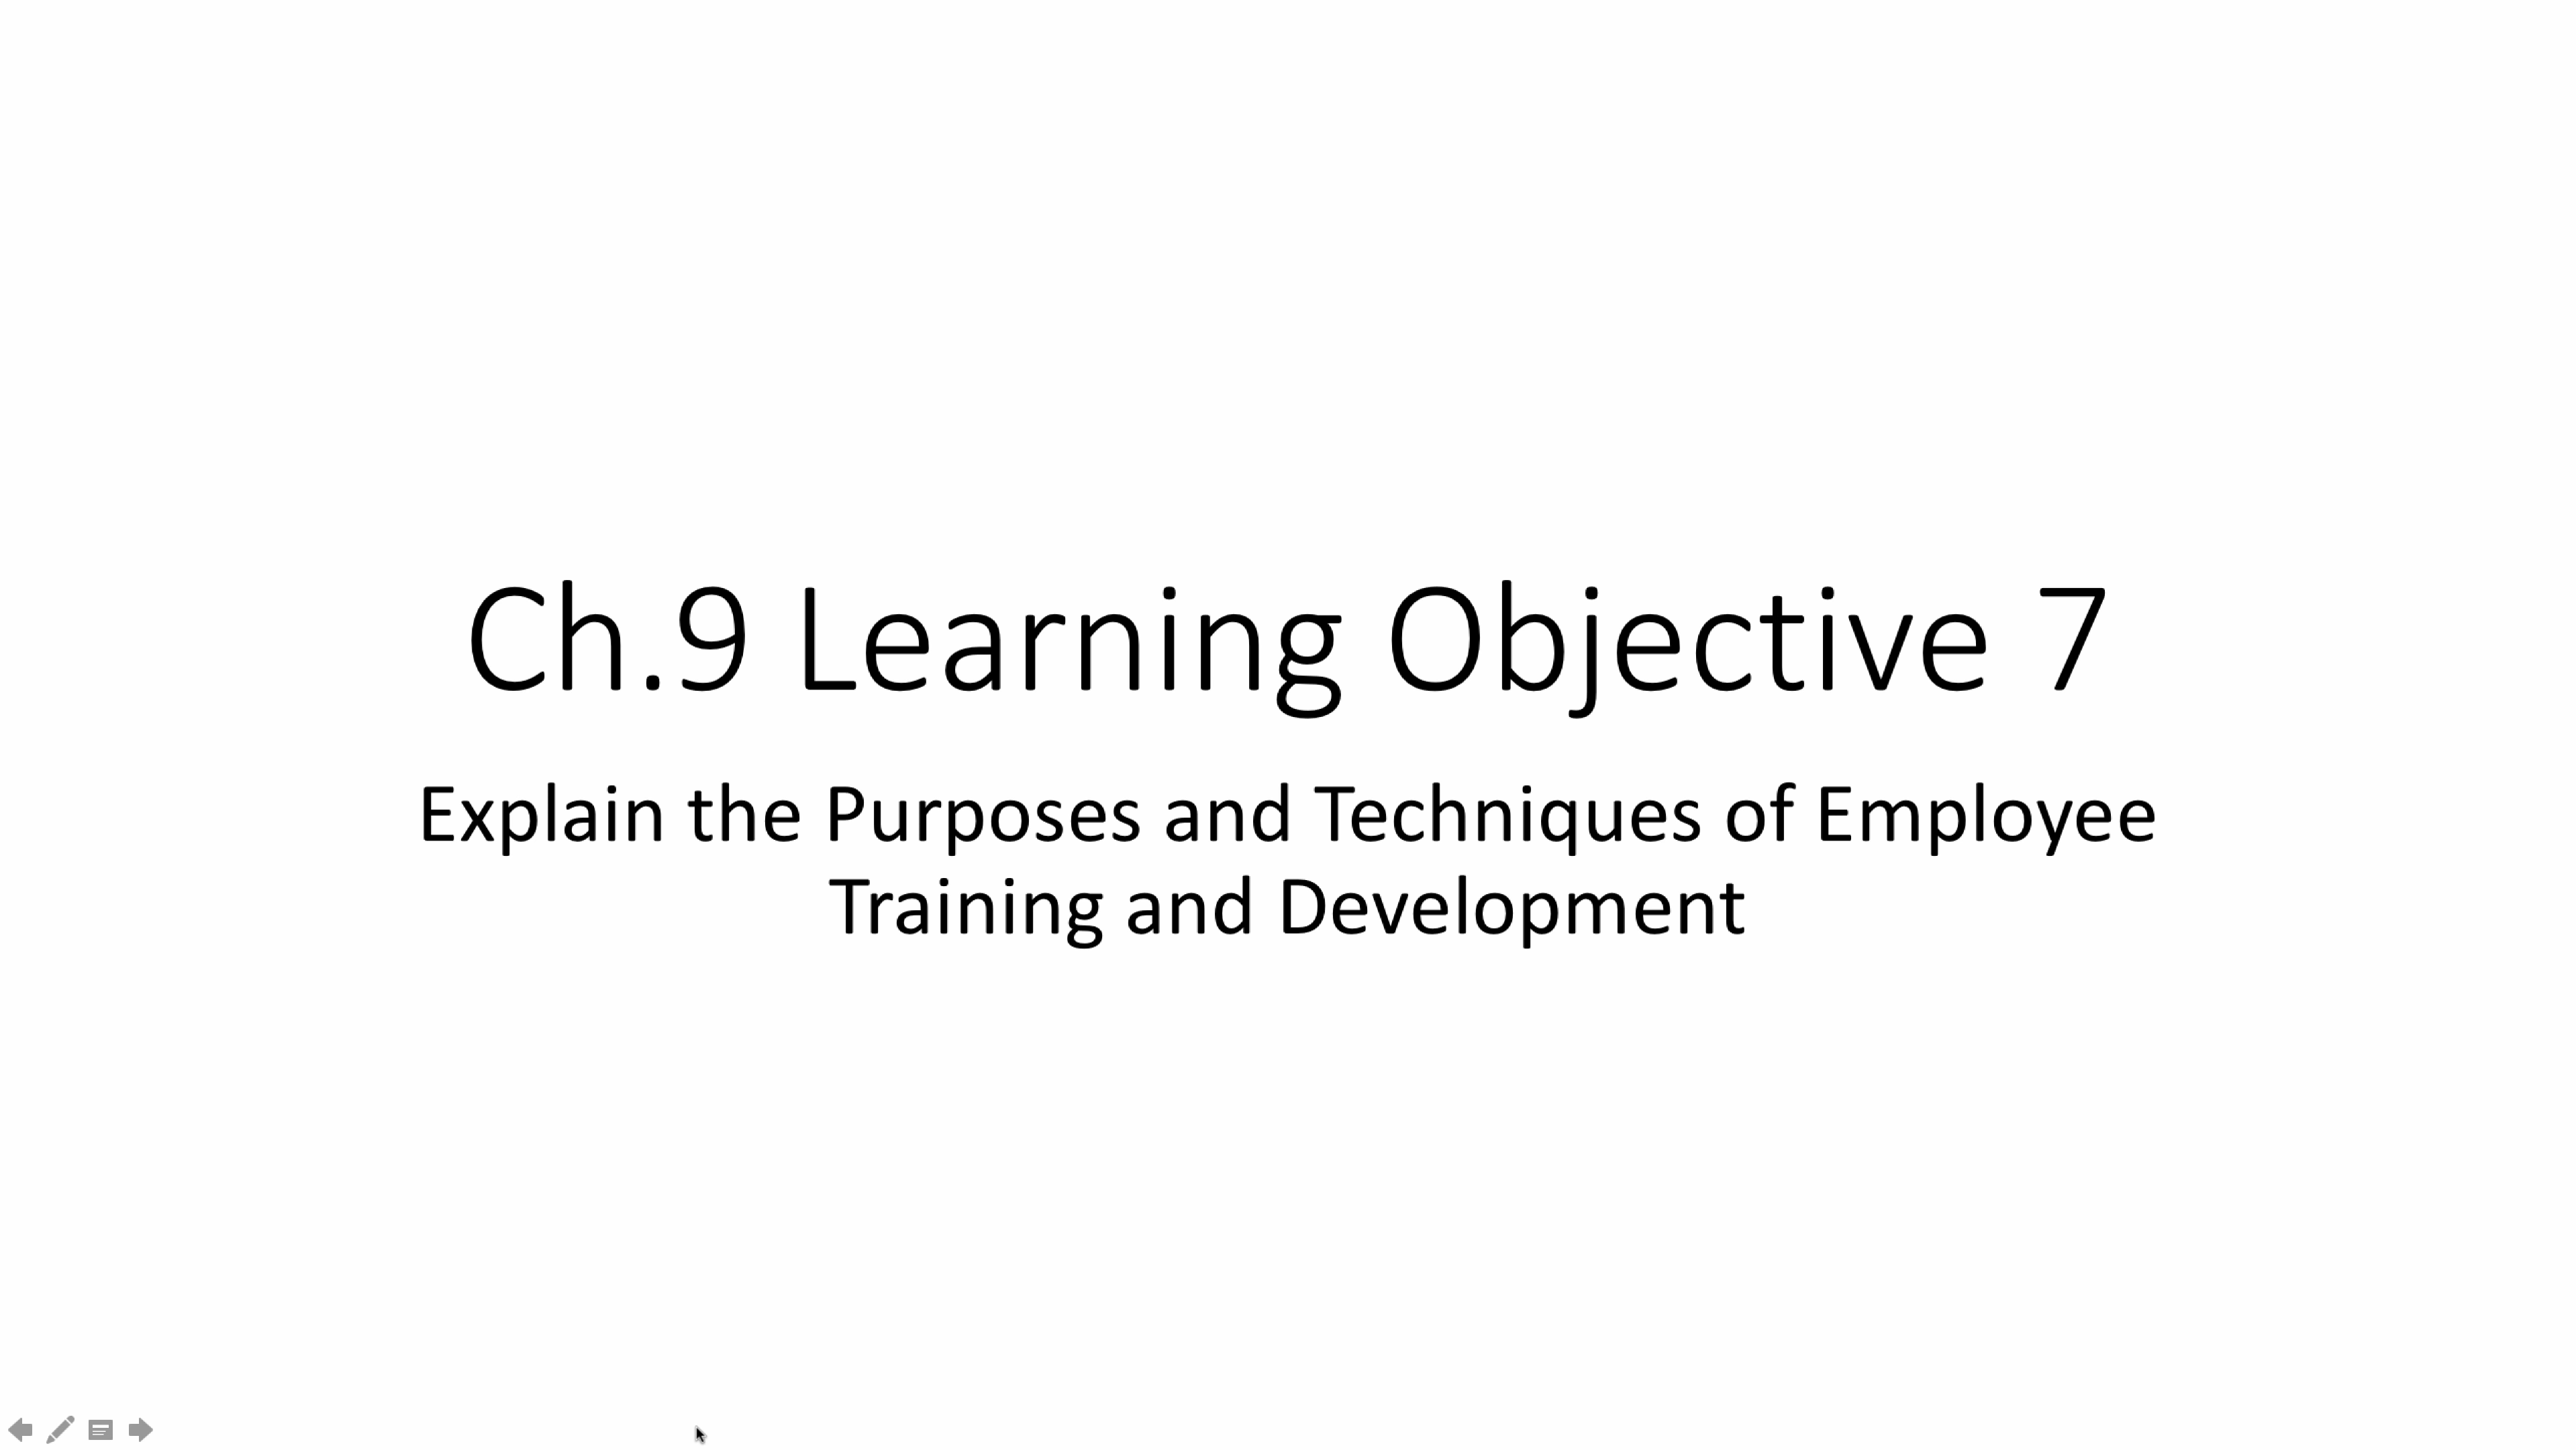 Ch.9 Learning Objective 7
Explain the Purposes and Techniques of Employee
Training and Development